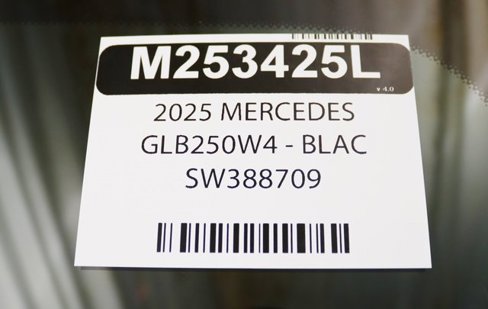 M253425L
v 4.0
2025 MERCEDES
GLB250W4 - BLAC
SW388709